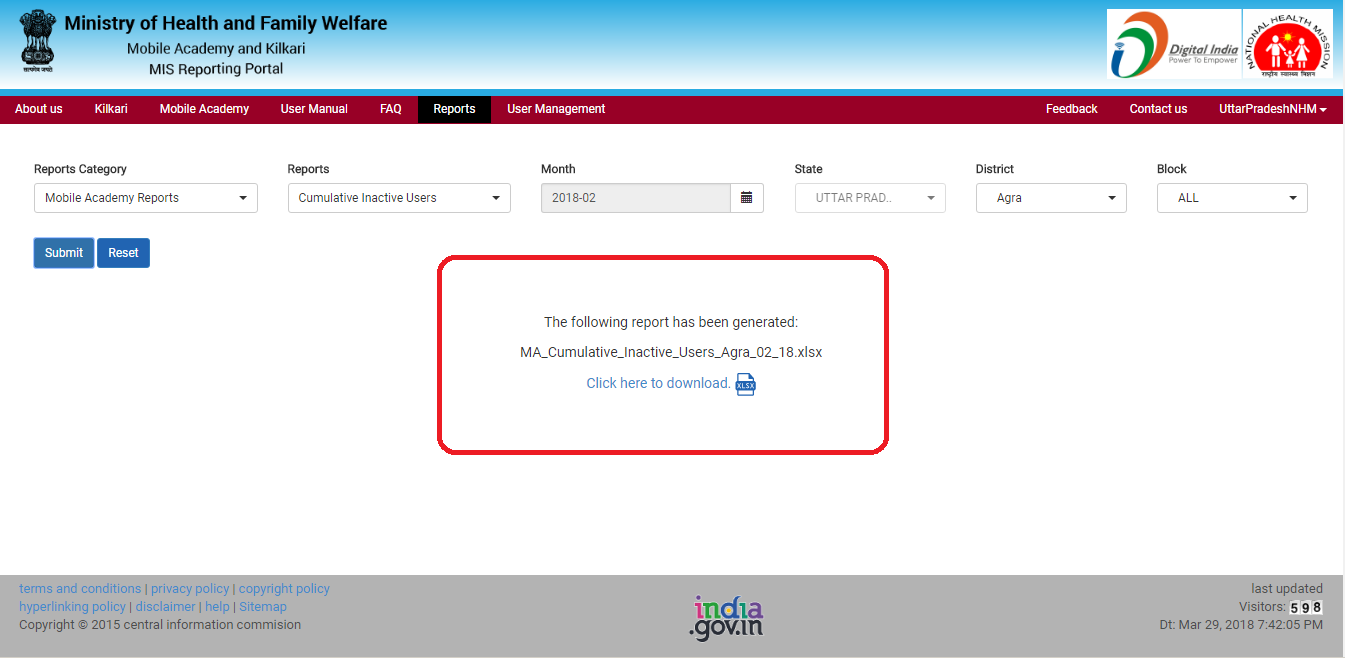 Ministry of Health and Family Welfare
Mobile Academy and Kilkari
MIS Reporting Portal
सत्यमेव जयते
Digital India
Power To Empower
NATIONAL HEALTH MISSION
राष्ट्रीय स्वास्थ्य मिशन
About us Kilkari Mobile Academy User Manual FAQ Reports User Management Feedback Contact us UttarPradeshNHM
Reports Category Reports Month State District Block
Mobile Academy Reports Cumulative Inactive Users 2018-02 UTTAR PRAD.. Agra ALL
Submit Reset
The following report has been generated:
MA_Cumulative_Inactive_Users_Agra_02_18.xlsx
Click here to download. XLSX
terms and conditions | privacy policy | copyright policy
hyperlinking policy | disclaimer | help | Sitemap
Copyright © 2015 central information commision
india
.gov.in
last updated
Visitors: 598
Dt: Mar 29, 2018 7:42:05 PM